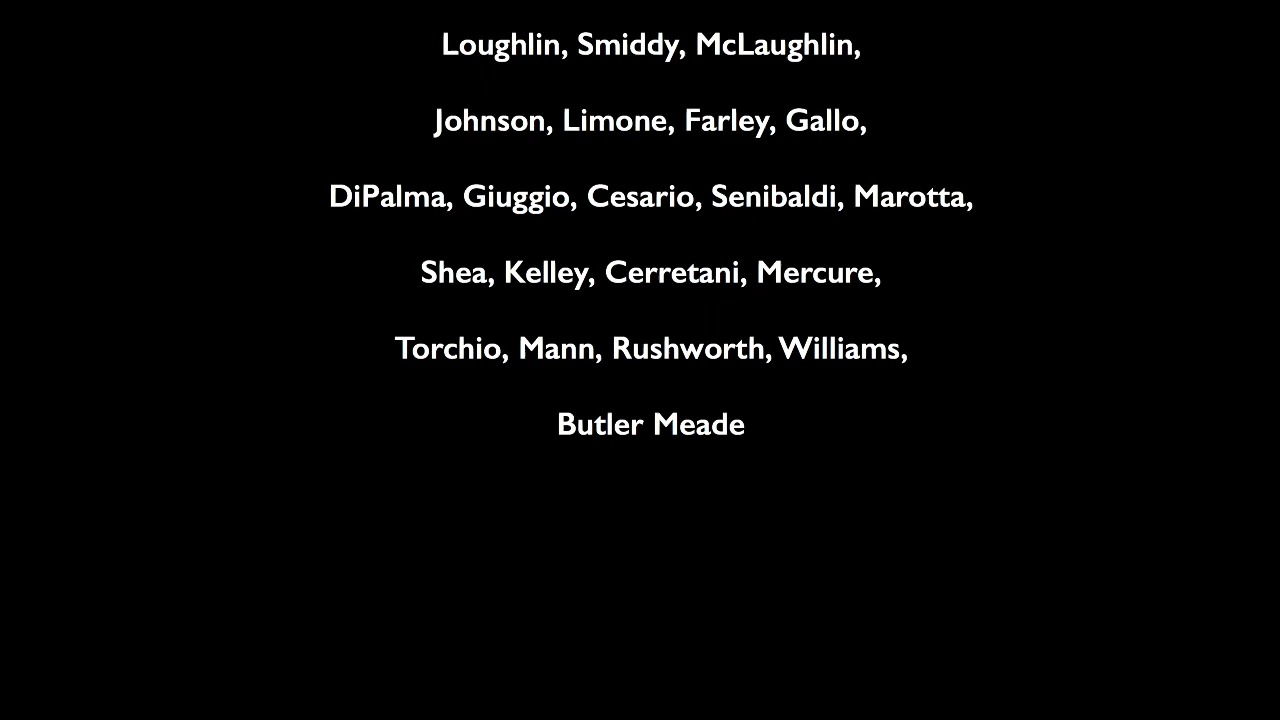 Loughlin, Smiddy, McLaughlin,
Johnson, Limone, Farley, Gallo,
DiPalma, Giuggio, Cesario, Senibaldi, Marotta,
Shea, Kelley, Cerretani, Mercure,
Torchio, Mann, Rushworth, Williams,
Butler Meade